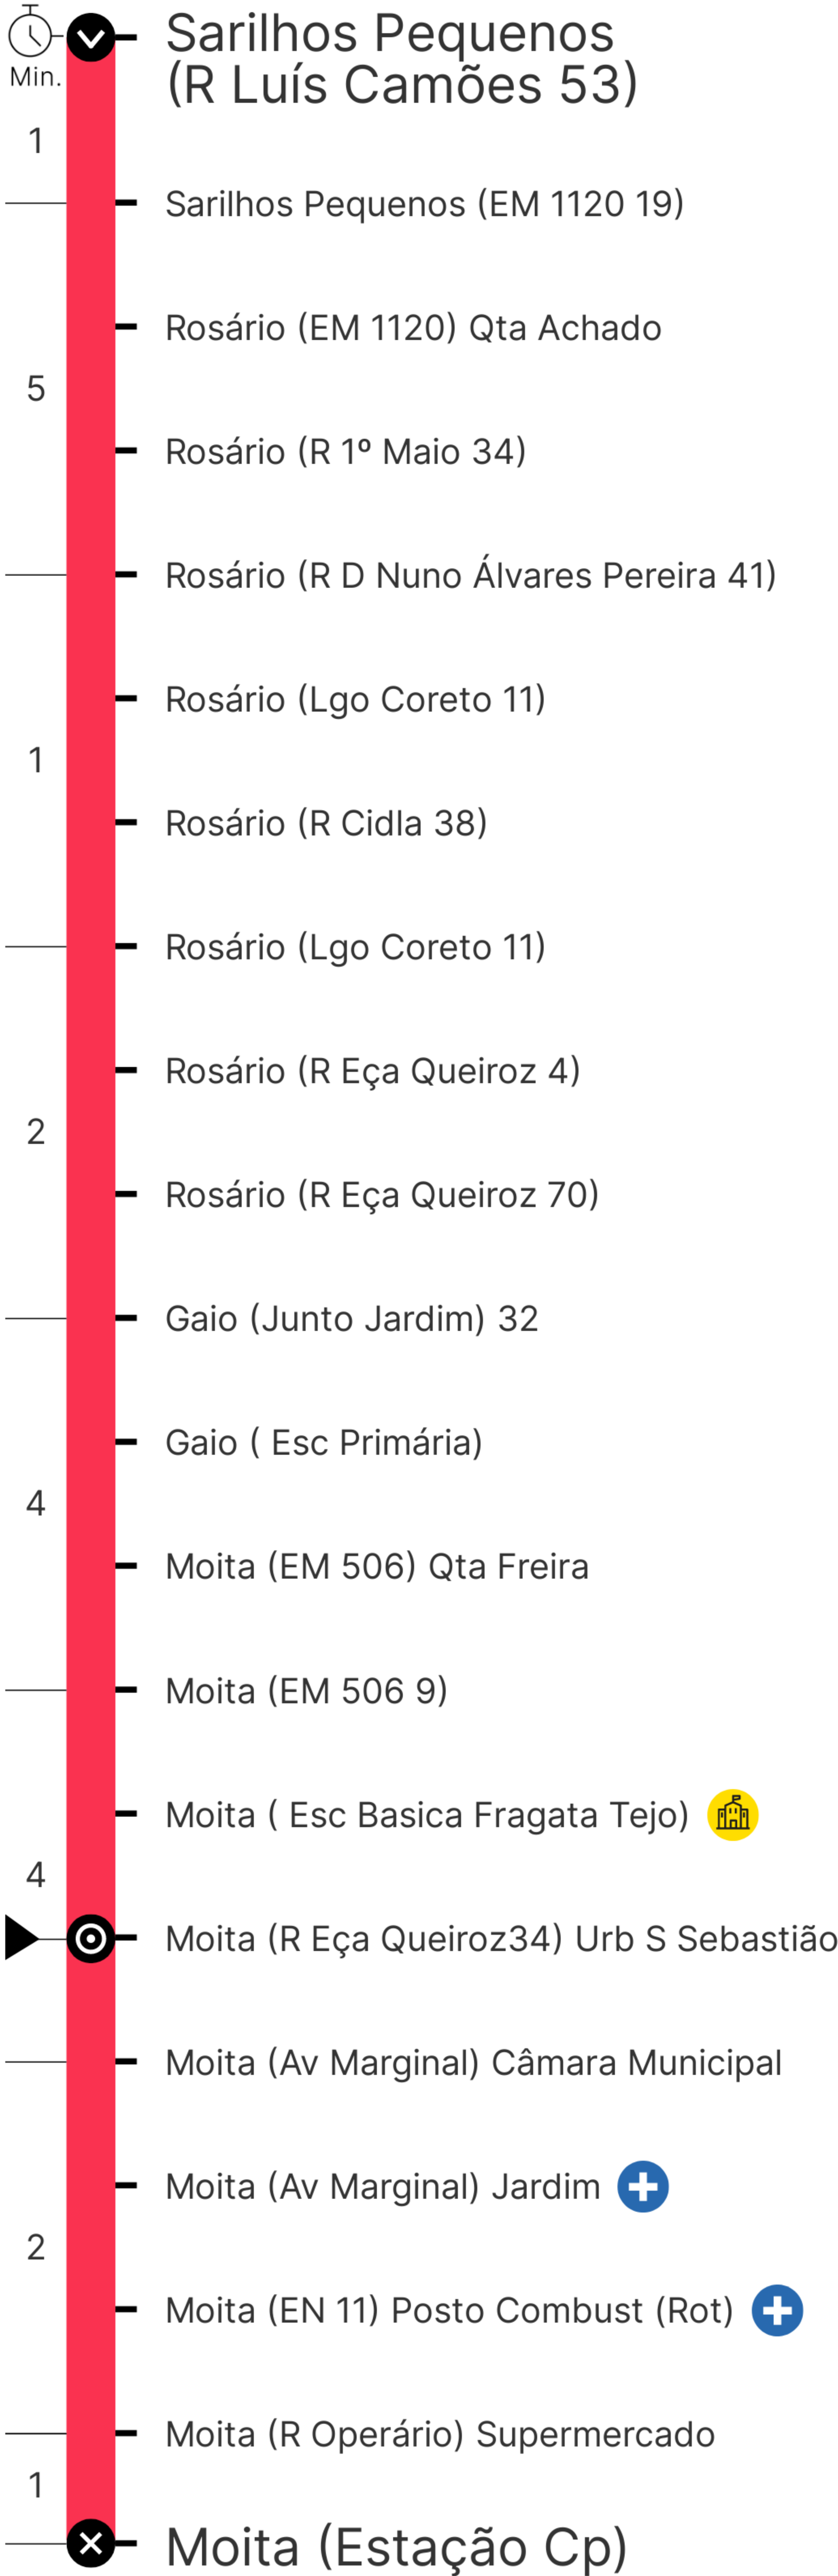 Sarilhos Pequenos
(R Luís Camões 53)
Min.
1
Sarilhos Pequenos (EM 1120 19)
Rosário (EM 1120) Qta Achado
5
Rosário (R 1º Maio 34)
Rosário (R D Nuno Álvares Pereira 41)
Rosário (Lgo Coreto 11)
1
Rosário (R Cidla 38)
Rosário (Lgo Coreto 11)
Rosário (R Eça Queiroz 4)
2
Rosário (R Eça Queiroz 70)
Gaio (Junto Jardim) 32
Gaio ( Esc Primária)
4
Moita (EM 506) Qta Freira
Moita (EM 506 9)
Moita ( Esc Basica Fragata Tejo)
4
Moita (R Eça Queiroz34) Urb S Sebastião
Moita (Av Marginal) Câmara Municipal
Moita (Av Marginal) Jardim
2
Moita (EN 11) Posto Combust (Rot)
Moita (R Operário) Supermercado
1
Moita (Estação Cp)